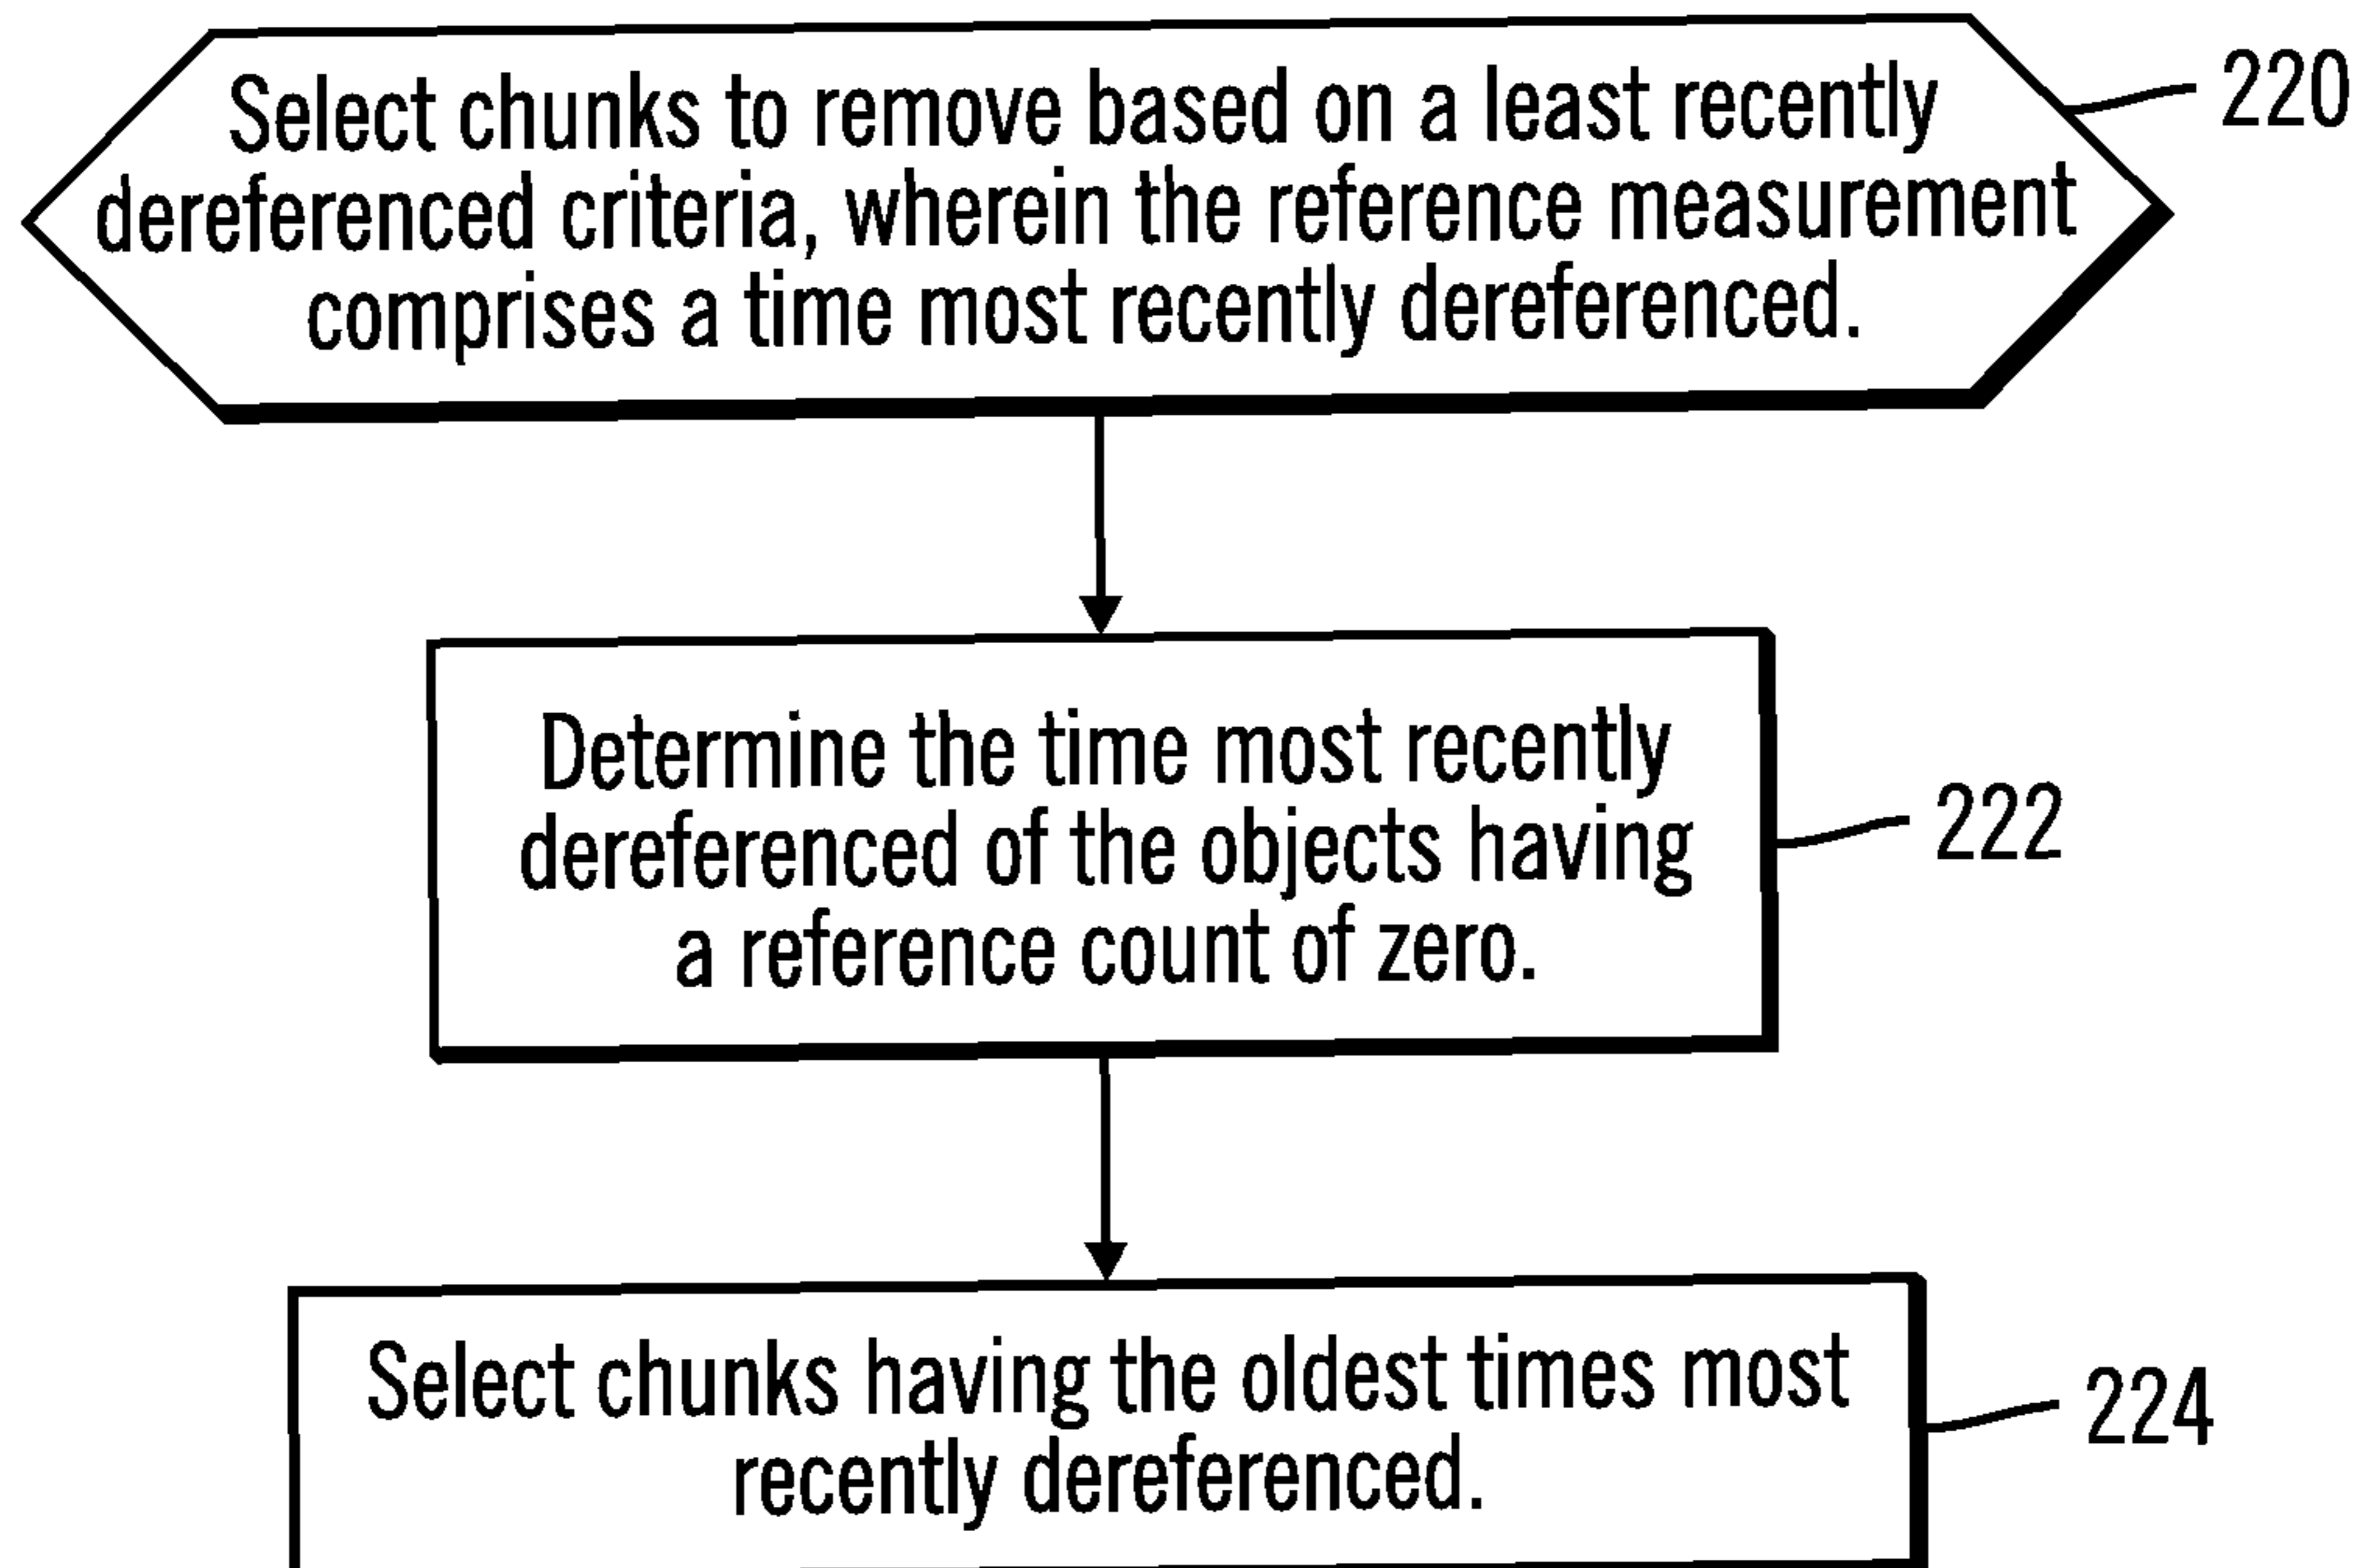 Select chunks to remove based on a least recently
dereferenced criteria, wherein the reference measurement
comprises a time most recently dereferenced.
220
Determine the time most recently
dereferenced of the objects having
a reference count of zero.
222
Select chunks having the oldest times most
recently dereferenced.
224